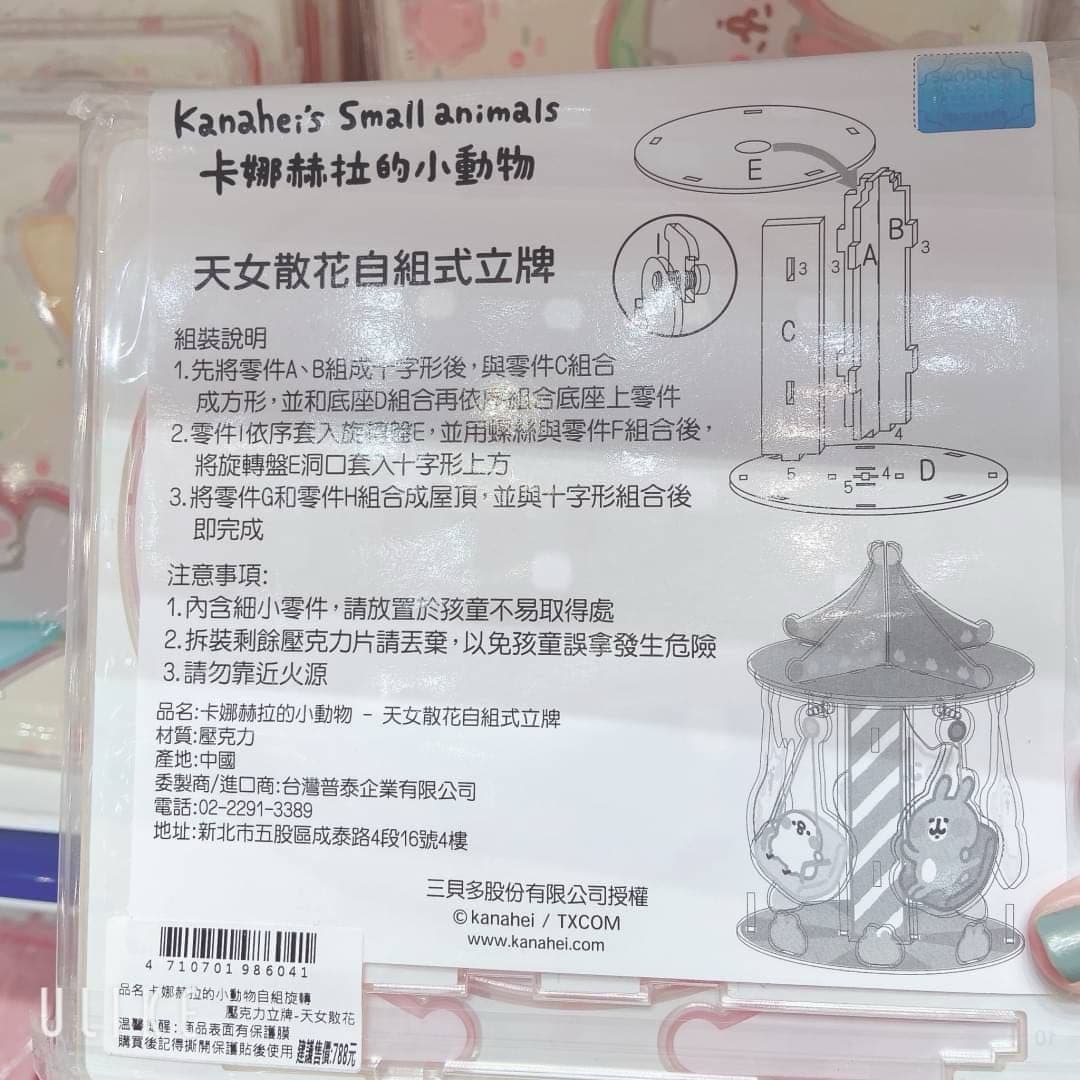 Kanahei's Small animals
卡娜赫拉的小動物
天女散花自組式立牌
組裝說明
1.先將零件A、B組成十字形後,與零件C組合
成方形,並和底座D組合再依序組合底座上零件
2.零件I依序套入旋轉盤E,並用螺絲與零件F組合後,
將旋轉盤E洞口套入十字形上方
3.將零件G和零件H組合成屋頂,並與十字形組合後
即完成
注意事項:
1.內含細小零件,請放置於孩童不易取得處
2.拆裝剩餘壓克力片請丟棄,以免孩童誤拿發生危險
3.請勿靠近火源
品名:卡娜赫拉的小動物 - 天女散花自組式立牌
材質:壓克力
產地:中國
委製商/進口商:台灣普泰企業有限公司
電話:02-2291-3389
地址:新北市五股區成泰路4段16號4樓
三貝多股份有限公司授權
©kanahei / TXCOM
www.kanahei.com
E
B
A
3
3
3
C
4
5
5
4
D
4 710701 986041
品名:卡娜赫拉的小動物自組旋轉
壓克力立牌-天女散花
溫馨提醒:商品表面有保護膜
購買後記得撕開保護貼後使用 建議售價:788元
ULIKE